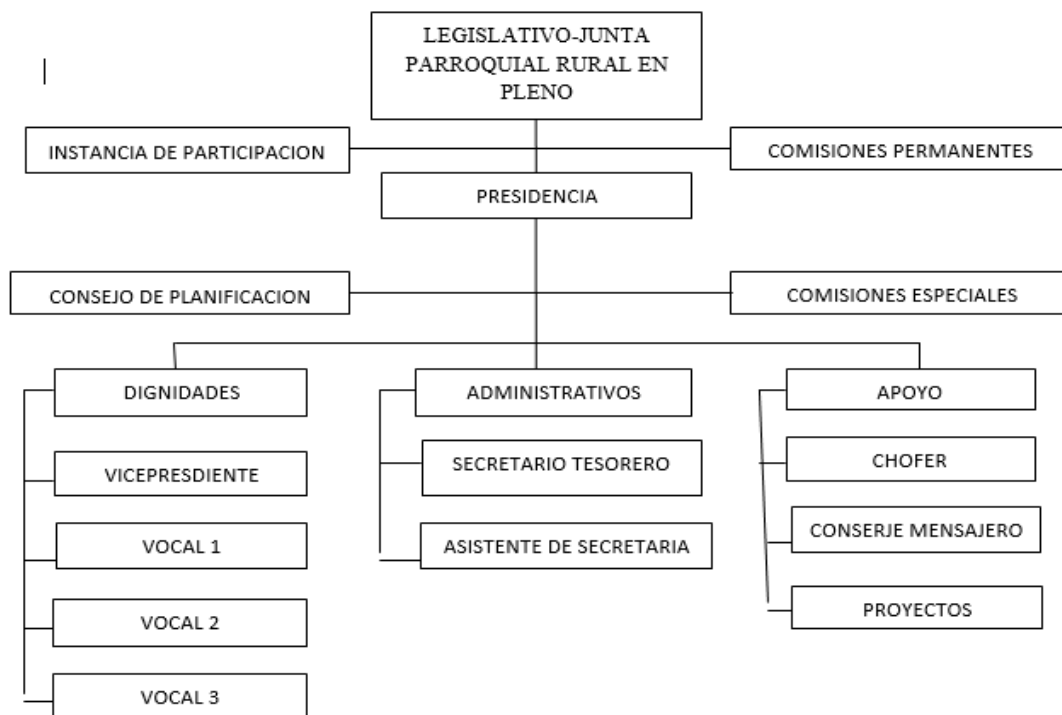 LEGISLATIVO-JUNTA
PARROQUIAL RURAL EN
PLENO
INSTANCIA DE PARTICIPACION
COMISIONES PERMANENTES
PRESIDENCIA
CONSEJO DE PLANIFICACION
COMISIONES ESPECIALES
DIGNIDADES
ADMINISTRATIVOS
APOYO
VICEPRESDIENTE
SECRETARIO TESORERO
CHOFER
VOCAL 1
ASISTENTE DE SECRETARIA
CONSERJE MENSAJERO
VOCAL 2
PROYECTOS
VOCAL 3